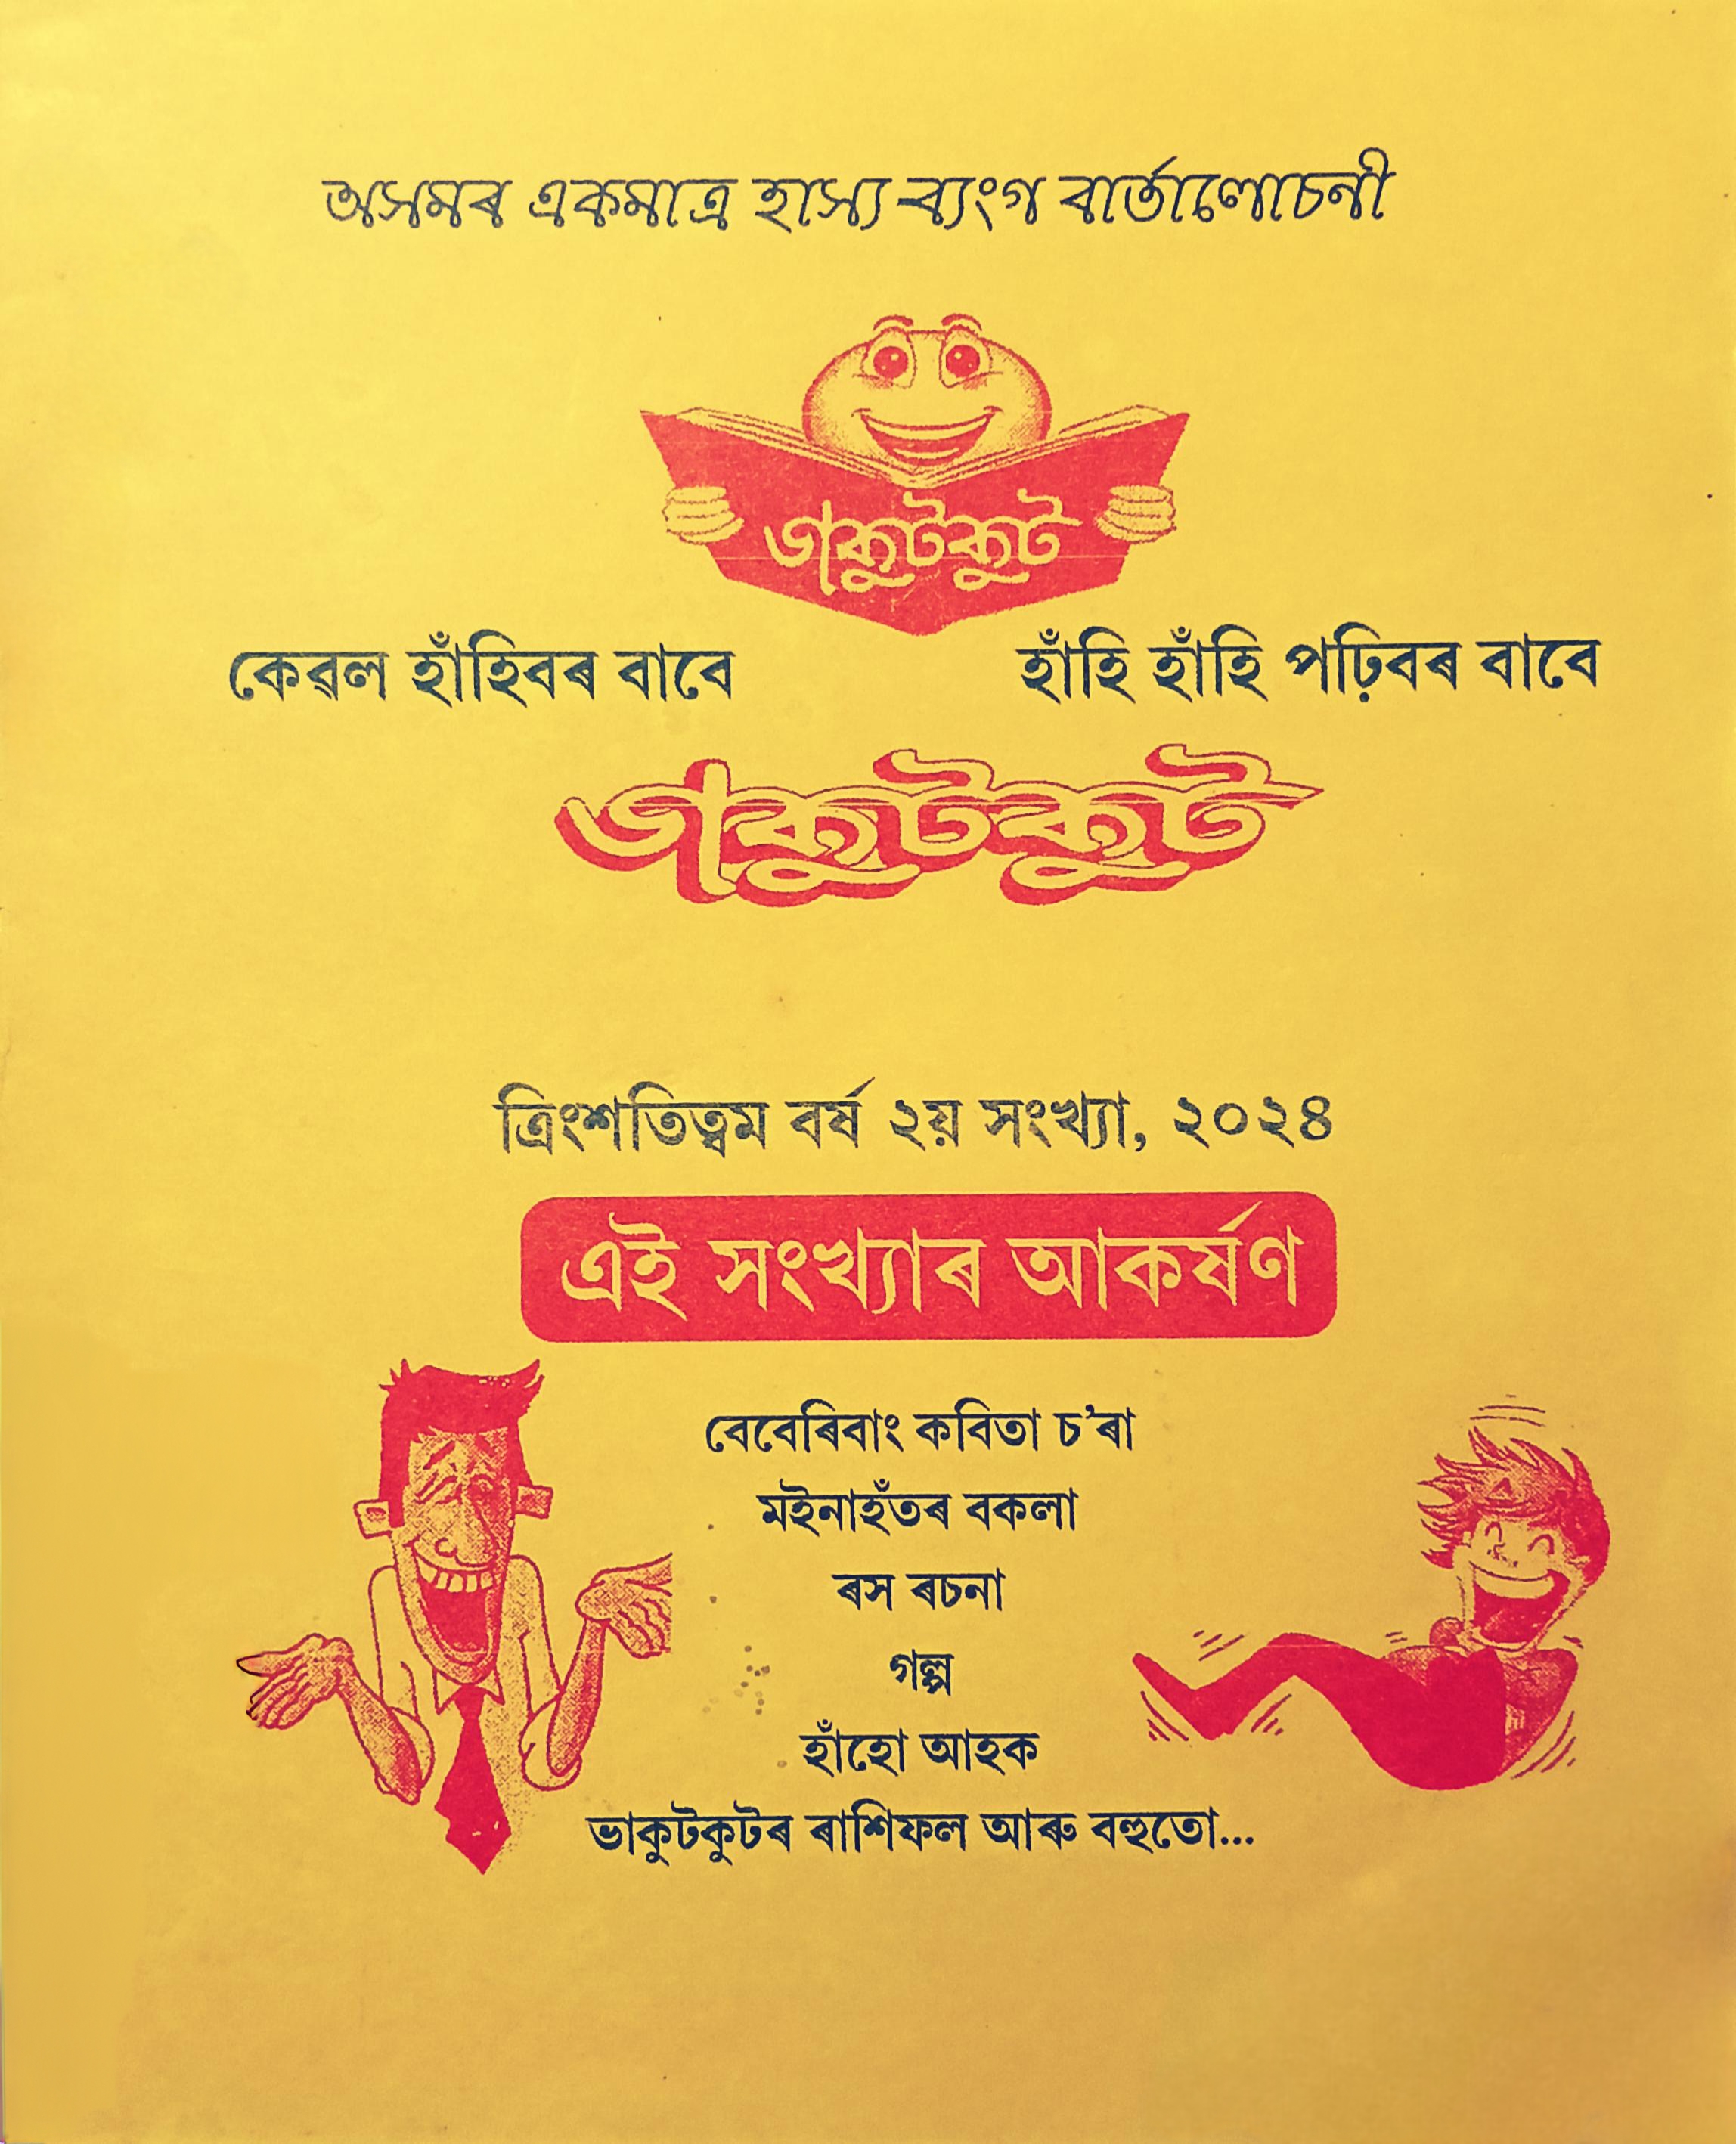 অসমৰ একমাত্ৰ হাস্য-ব্যংগ বাৰ্তালোচনী
ভাকুটকুট
কেৱল হাঁহিবৰ বাবে হাঁহি হাঁহি পঢ়িবৰ বাবে
ভাকুটকুট
ত্ৰিংশতিত্বম বৰ্ষ ২য় সংখ্যা, ২০২৪
এই সংখ্যাৰ আকৰ্ষণ
বেবেৰিবাং কবিতা চ’ৰা
মইনাহঁতৰ বকলা
ৰস ৰচনা
গল্প
হাঁহো আহক
ভাকুটকুটৰ ৰাশিফল আৰু বহুতো...